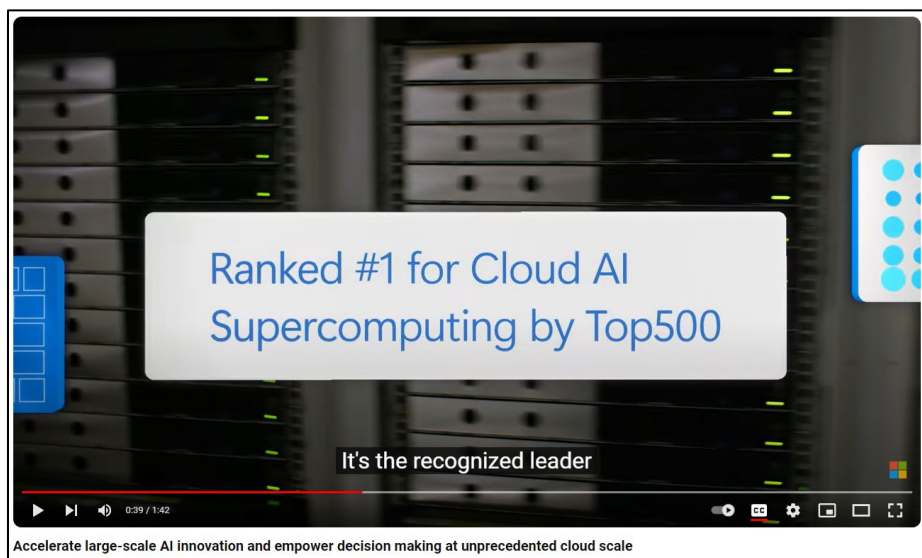 Ranked #1 for Cloud AI
Supercomputing by Top500
It's the recognized leader
0:39 / 1:42
CC
Accelerate large-scale AI innovation and empower decision making at unprecedented cloud scale